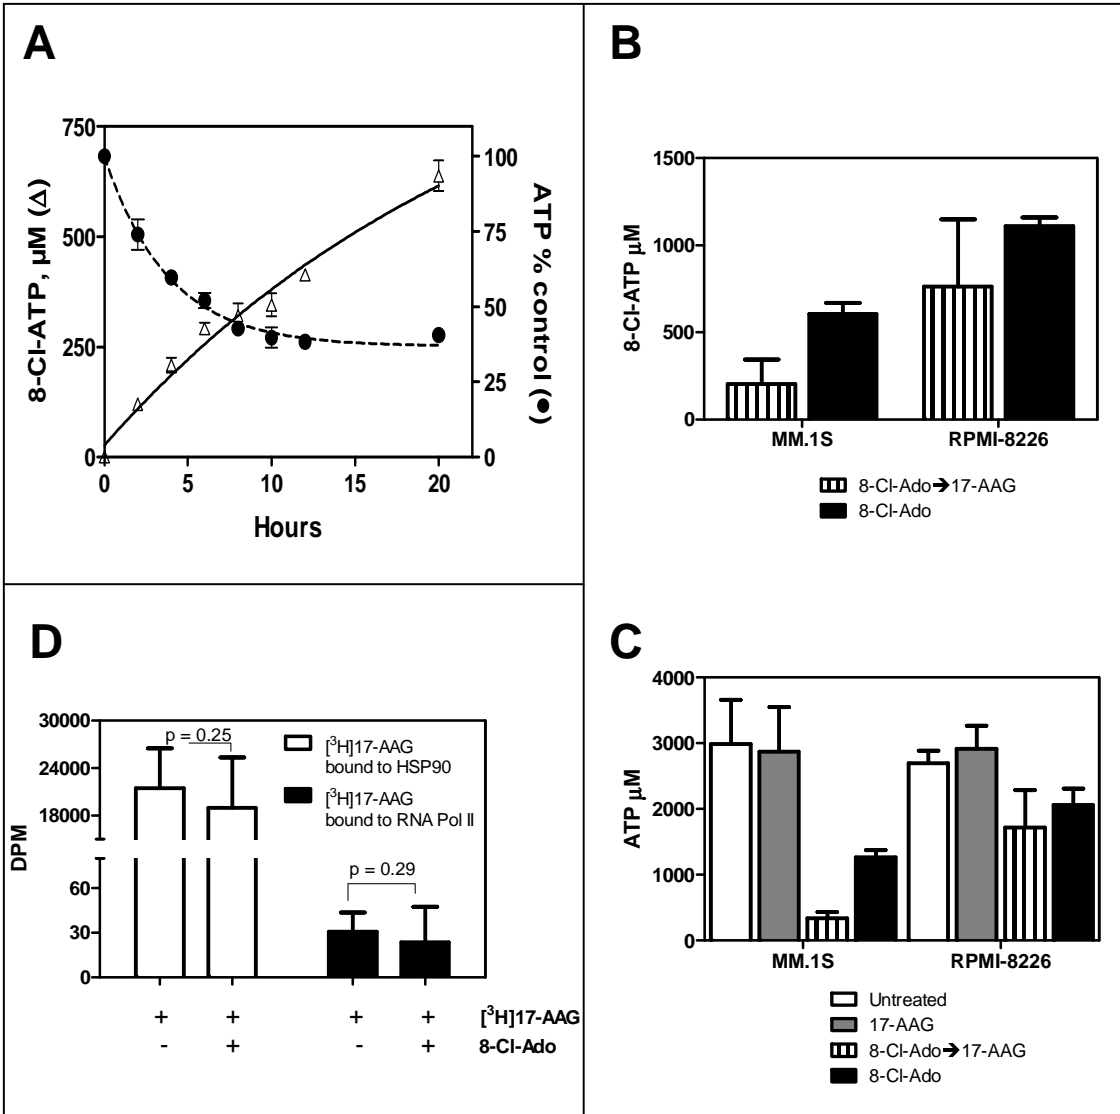 A
750
500
250
0
8-Cl-ATP, µM (Δ)
100
75
50
25
0
ATP % control (●)
0 5 10 15 20
Hours
B
1500
1000
500
0
8-Cl-ATP µM
MM.1S RPMI-8226
8-Cl-Ado➔17-AAG
8-Cl-Ado
D
30000
24000
18000
60
30
0
DPM
p = 0.25
p = 0.29
[³H]17-AAG
bound to HSP90
[³H]17-AAG
bound to RNA Pol II
+ + + + [³H]17-AAG
- + - + 8-Cl-Ado
C
4000
3000
2000
1000
0
ATP µM
MM.1S RPMI-8226
Untreated
17-AAG
8-Cl-Ado➔17-AAG
8-Cl-Ado